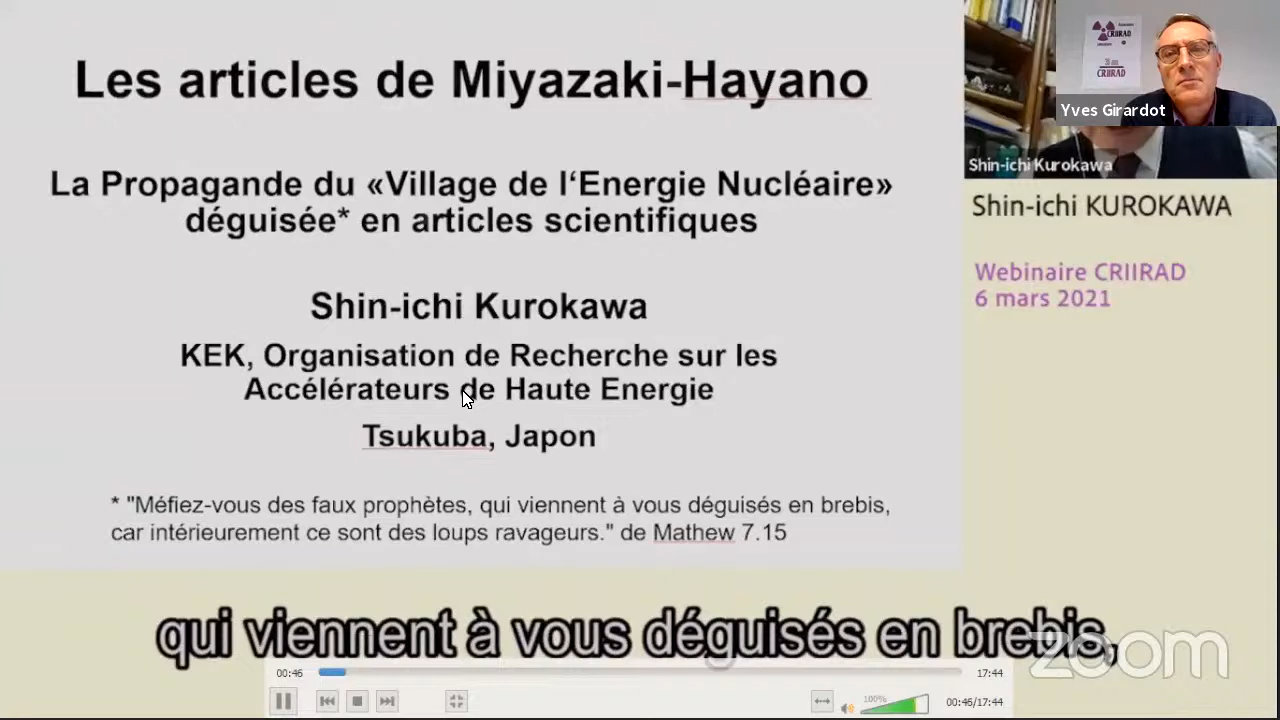 Les articles de Miyazaki-Hayano
La Propagande du «Village de l‘Energie Nucléaire»
déguisée* en articles scientifiques
Shin-ichi Kurokawa
KEK, Organisation de Recherche sur les
Accélérateurs de Haute Energie
Tsukuba, Japon
* "Méfiez-vous des faux prophètes, qui viennent à vous déguisés en brebis,
car intérieurement ce sont des loups ravageurs." de Mathew 7.15
CRIIRAD
CRIIRAD
Yves Girardot
Shin-ichi Kurokawa
Shin-ichi KUROKAWA
Webinaire CRIIRAD
6 mars 2021
qui viennent à vous déguisés en brebis,
zoom
00:46
17:44
100%
00:46/17:44